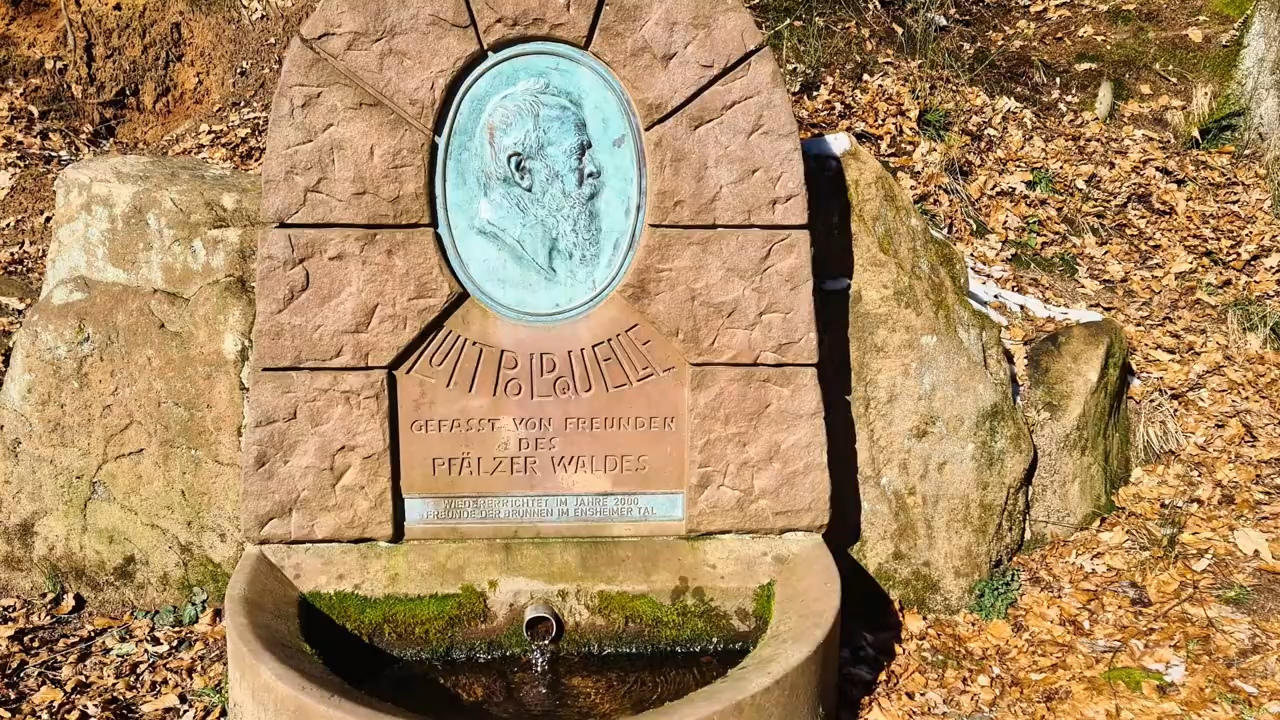 LUITPOLDQUELLE
GEFASST VON FREUNDEN
DES
PFÄLZER WALDES
WIEDERERRICHTET IM JAHRE 2000
FREUNDE DER BRUNNEN IM ENSHEIMER TAL